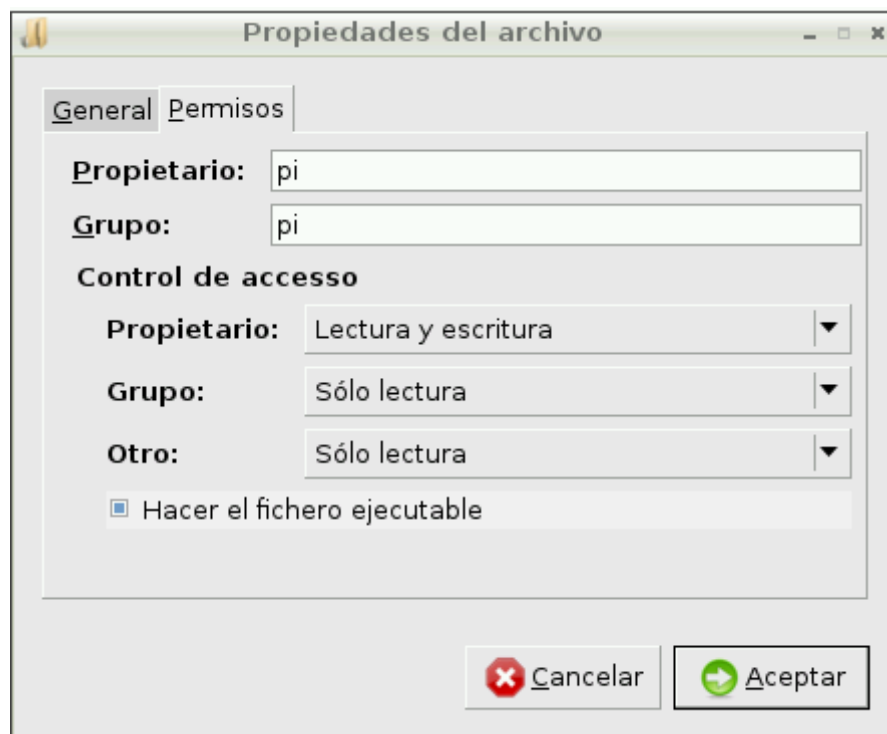 Propiedades del archivo
General Permisos
Propietario: pi
Grupo: pi
Control de accesso
Propietario: Lectura y escritura
Grupo: Sólo lectura
Otro: Sólo lectura
Hacer el fichero ejecutable
Cancelar Aceptar